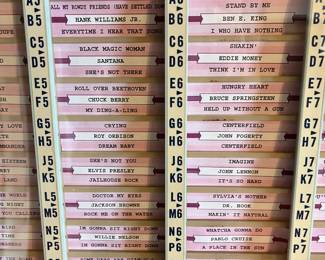 A5
B5
ALL MY ROWDY FRIENDS (HAVE SETTLED DOWN
HANK WILLIAMS JR.
EVERYTIME I HEAR THAT SONG
C5
D5
BLACK MAGIC WOMAN
SANTANA
SHE'S NOT THERE
E5
F5
ROLL OVER BEETHOVEN
CHUCK BERRY
MY DING-A-LING
G5
H5
CRYING
ROY ORBISON
DREAM BABY
J5
K5
SHE'S NOT YOU
ELVIS PRESLEY
JAILHOUSE ROCK
L5
M5
DOCTOR MY EYES
JACKSON BROWNE
ROCK ME ON THE WATER
N5
P5
IM GONNA SIT RIGHT DOWN
WILLIE NELSON
IM GONNA SIT RIGHT DOWN
B6
STAND BY ME
BEN E. KING
I WHO HAVE NOTHING
C6
D6
SHAKIN'
EDDIE MONEY
THINK I'M IN LOVE
E6
F6
HUNGRY HEART
BRUCE SPRINGSTEEN
HELD UP WITHOUT A GUN
G6
H6
CENTERFIELD
JOHN FOGERTY
CENTERFIELD
J6
K6
IMAGINE
JOHN LENNON
IT'S SO HARD
L6
M6
SYLVIA'S MOTHER
DR. HOOK
MAKIN' IT NATURAL
N6
P6
WHATCHA GONNA DO
PABLO CRUISE
A PLACE IN THE SUN
B7
C7
D7
E7
F7
G7
H7
J7
K7
L7
M7
N7
P7